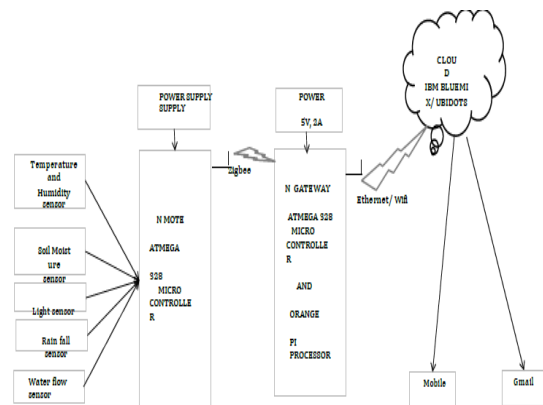 CLOU
D
IBM BLUEMI
X/ UBIDOTS
POWER SUPPLY
SUPPLY
POWER
5V, 2A
Temperature
and
Humidity
sensor
Zigbee
N MOTE
ATMEGA
328
MICRO
CONTROLLE
R
N GATEWAY
ATMEGA 328
MICRO
CONTROLLE
R
AND
ORANGE
PI
PROCESSOR
Ethernet/ Wifi
Soil Moist
ure
sensor
Light sensor
Rain fall
sensor
Water flow
sensor
Mobile
Gmail